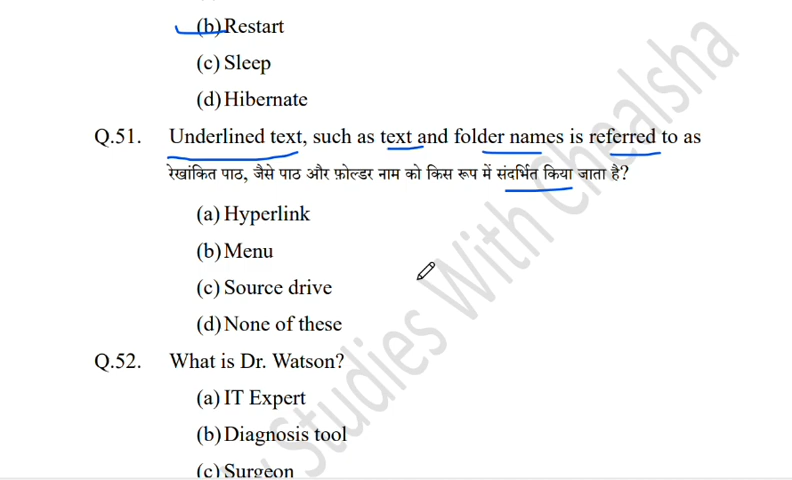 (b) Restart
(c) Sleep
(d) Hibernate
Q.51. Underlined text, such as text and folder names is referred to as
रेखांकित पाठ, जैसे पाठ और फ़ोल्डर नाम को किस रूप में संदर्भित किया जाता है?
(a) Hyperlink
(b) Menu
(c) Source drive
(d) None of these
Q.52. What is Dr. Watson?
(a) IT Expert
(b) Diagnosis tool
(c) Surgeon
Studies With Chealsha